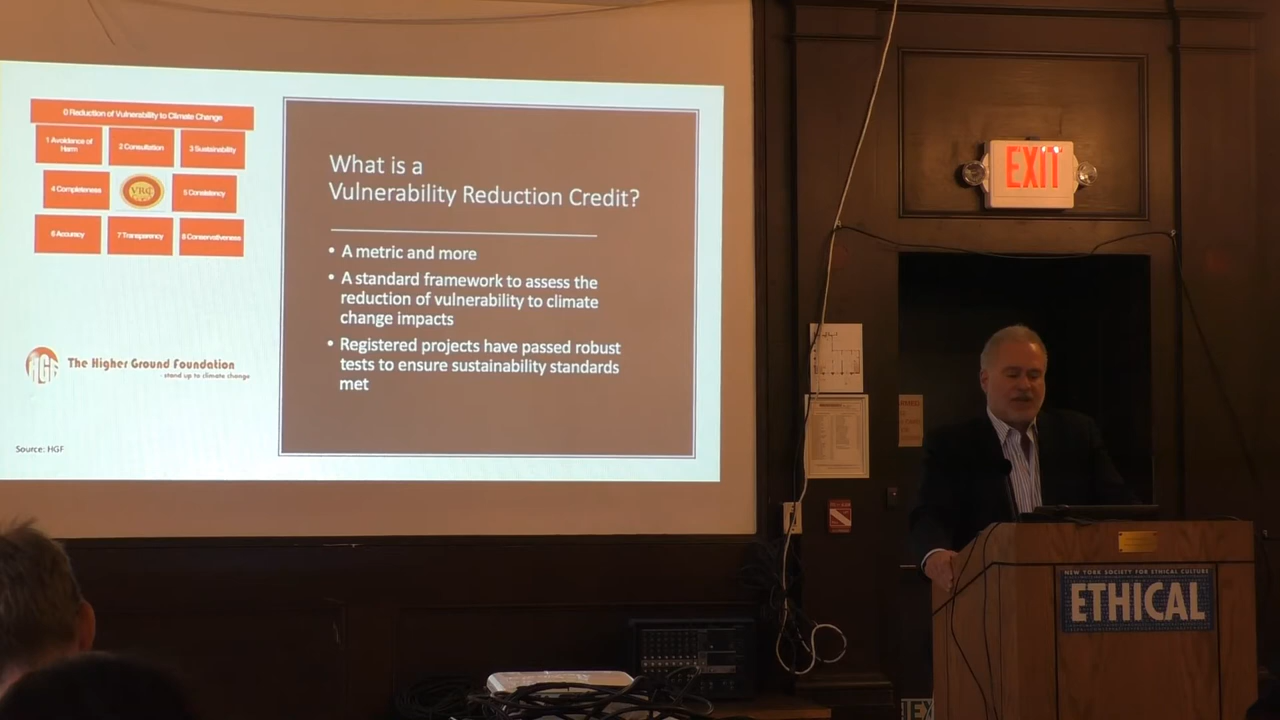 0 Reduction of Vulnerability to Climate Change
1 Avoidance of
Harm
2 Consultation
3 Sustainability
4 Completeness
VRC
5 Consistency
6 Accuracy
7 Transparency
8 Conservativeness
HGF
The Higher Ground Foundation
- stand up to climate change
Source: HGF
What is a
Vulnerability Reduction Credit?
• A metric and more
• A standard framework to assess the
reduction of vulnerability to climate
change impacts
• Registered projects have passed robust
tests to ensure sustainability standards
met
EXIT
NEW YORK SOCIETY FOR ETHICAL CULTURE
ETHICAL